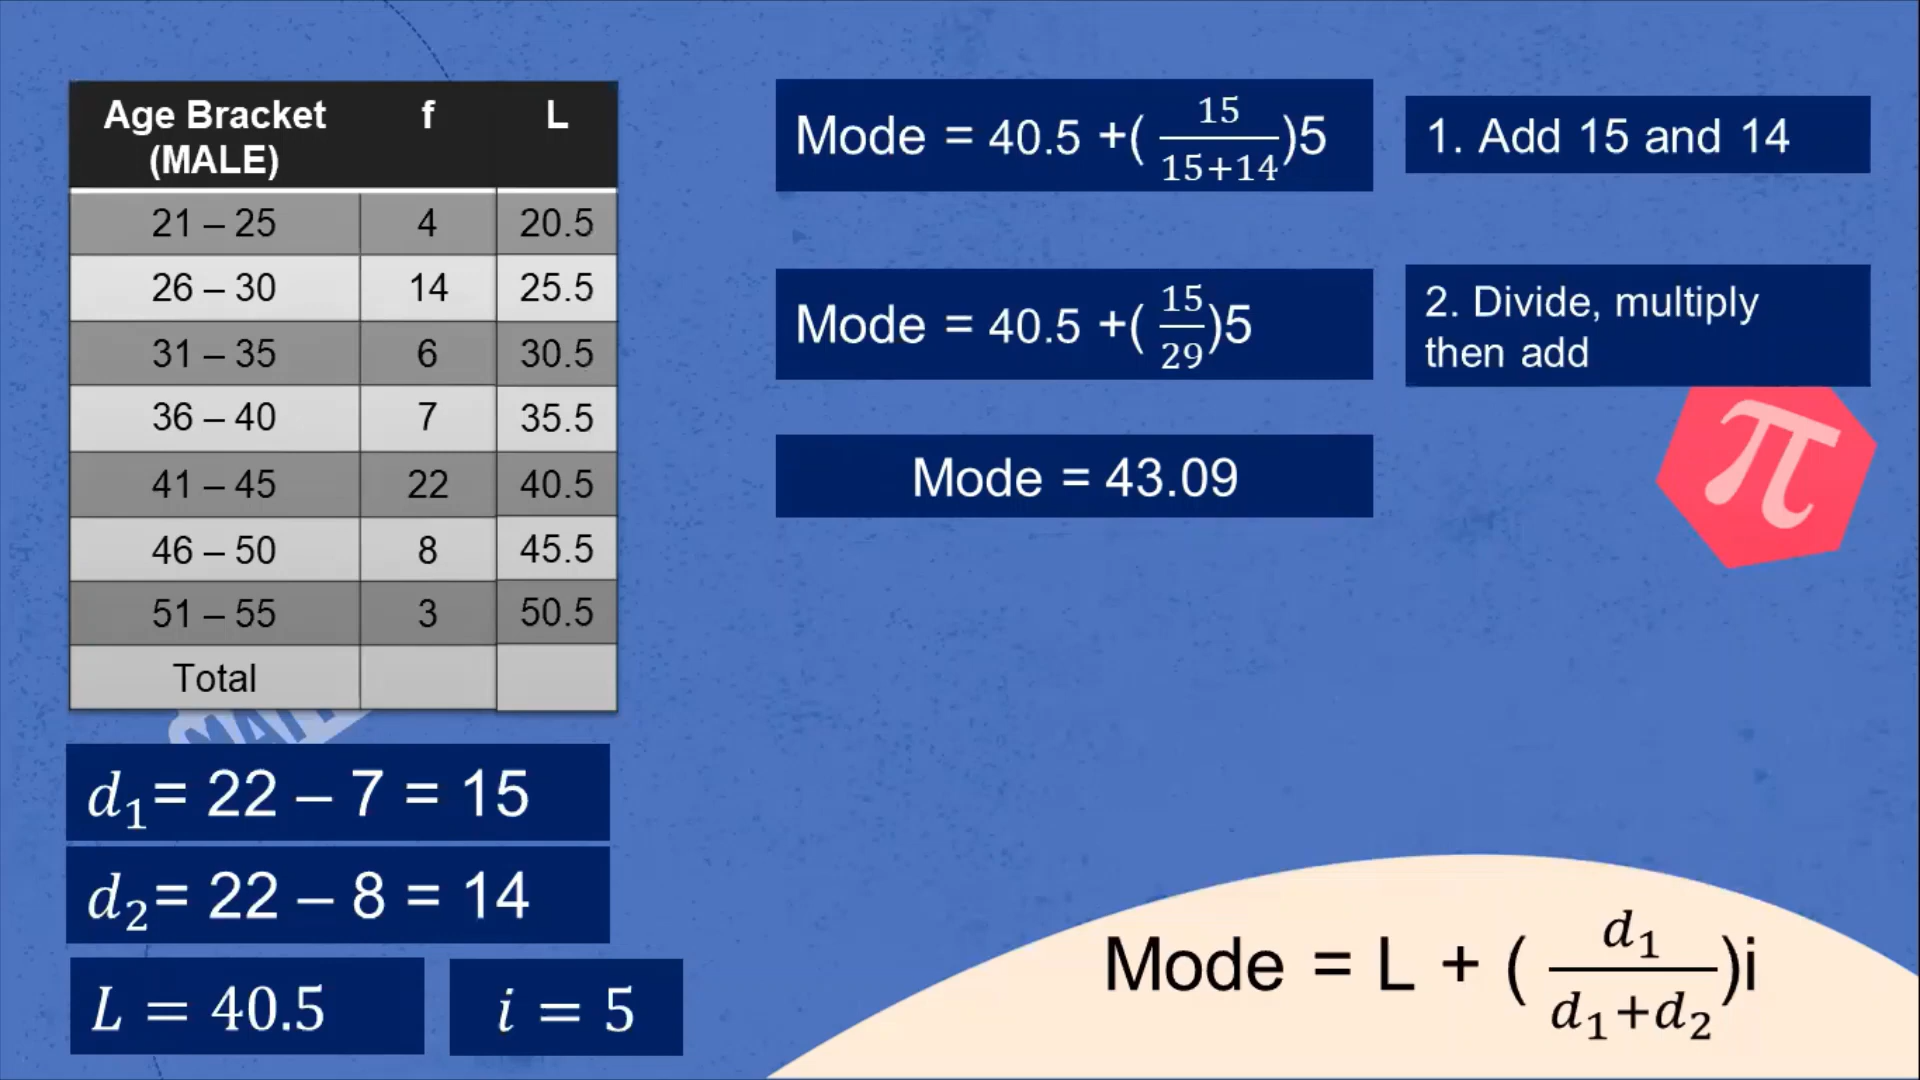 Age Bracket (MALE) f L
21 – 25 4 20.5
26 – 30 14 25.5
31 – 35 6 30.5
36 – 40 7 35.5
41 – 45 22 40.5
46 – 50 8 45.5
51 – 55 3 50.5
Total
d₁= 22 – 7 = 15
d₂= 22 – 8 = 14
L = 40.5
i = 5
Mode = 40.5 +( 15/15+14 )5
1. Add 15 and 14
Mode = 40.5 +( 15/29 )5
2. Divide, multiply
then add
Mode = 43.09
π
Mode = L + ( d₁/d₁+d₂ )i